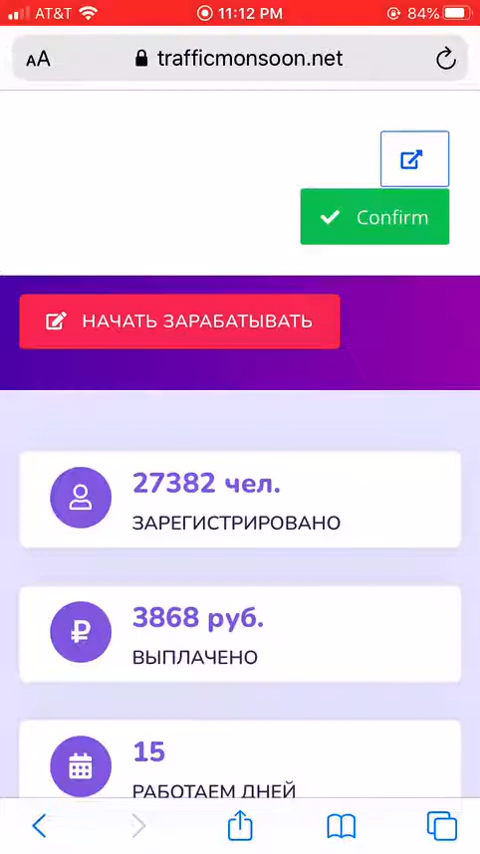 AT&T
11:12 PM
84%
AA
trafficmonsoon.net
Confirm
НАЧАТЬ ЗАРАБАТЫВАТЬ
27382 чел.
ЗАРЕГИСТРИРОВАНО
3868 руб.
ВЫПЛАЧЕНО
15
РАБОТАЕМ ДНЕЙ